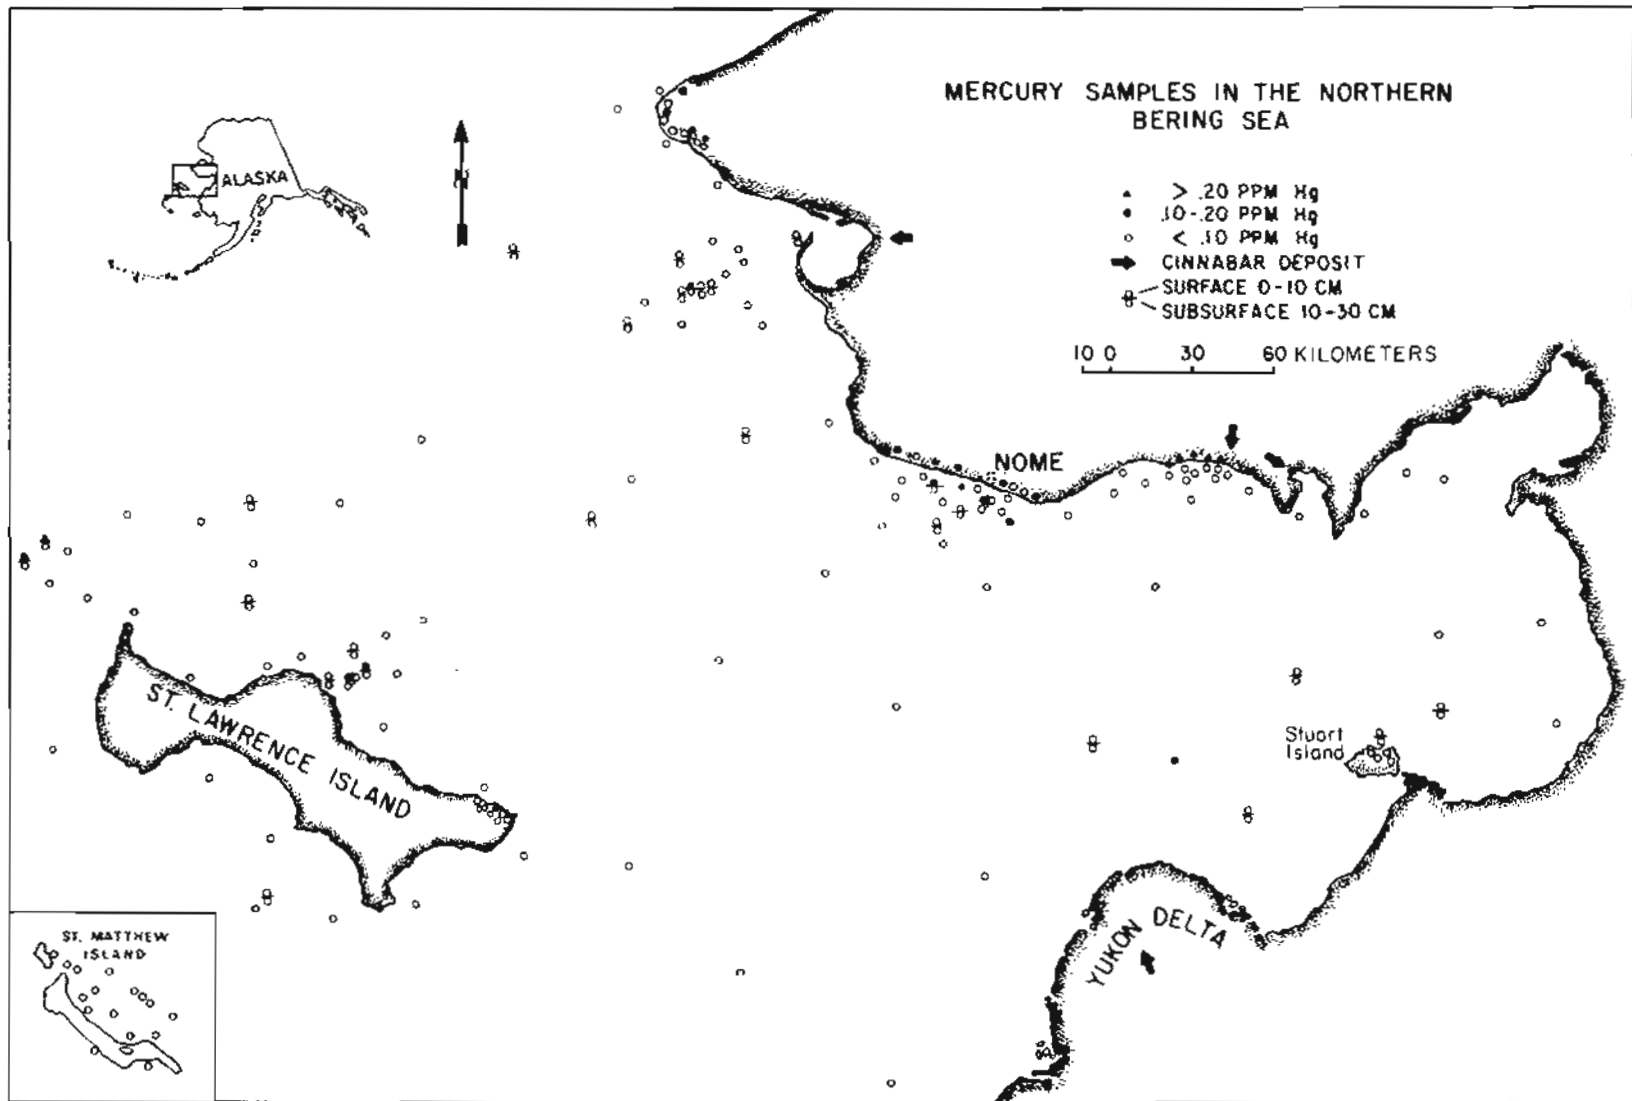 MERCURY SAMPLES IN THE NORTHERN
BERING SEA
ALASKA
N
> .20 PPM Hg
.10-.20 PPM Hg
< .10 PPM Hg
CINNABAR DEPOSIT
SURFACE 0-10 CM
SUBSURFACE 10-30 CM
10 0 30 60 KILOMETERS
NOME
ST. LAWRENCE ISLAND
Stuart
Island
YUKON DELTA
ST. MATTHEW
ISLAND